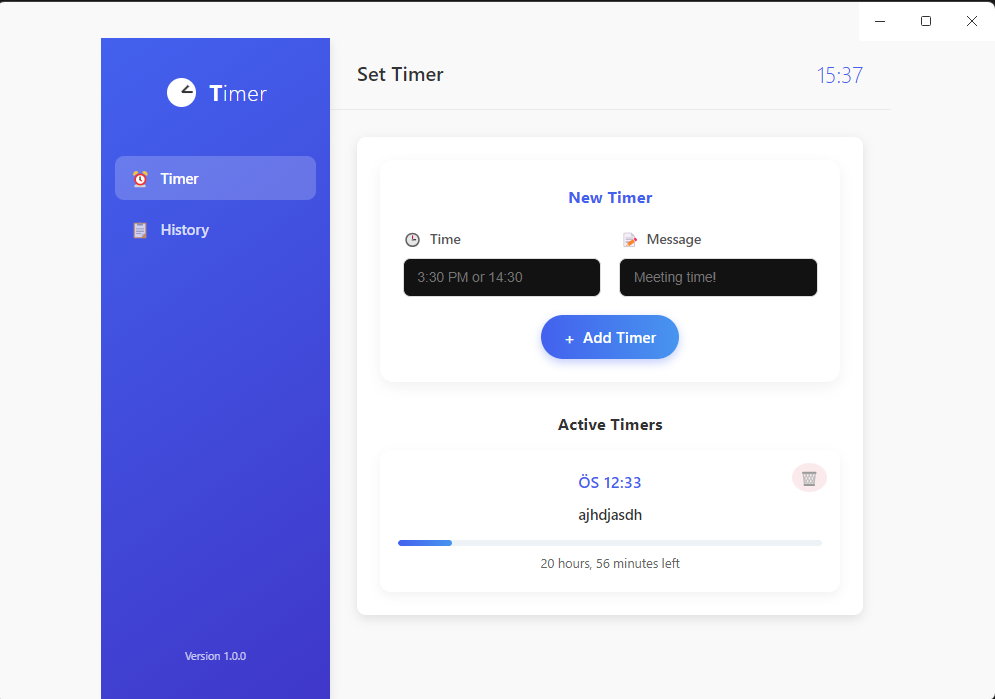 Timer
Timer
History
Version 1.0.0
Set Timer
15:37
New Timer
Time
Message
3:30 PM or 14:30
Meeting time!
+ Add Timer
Active Timers
ÖS 12:33
ajhdjasdh
20 hours, 56 minutes left